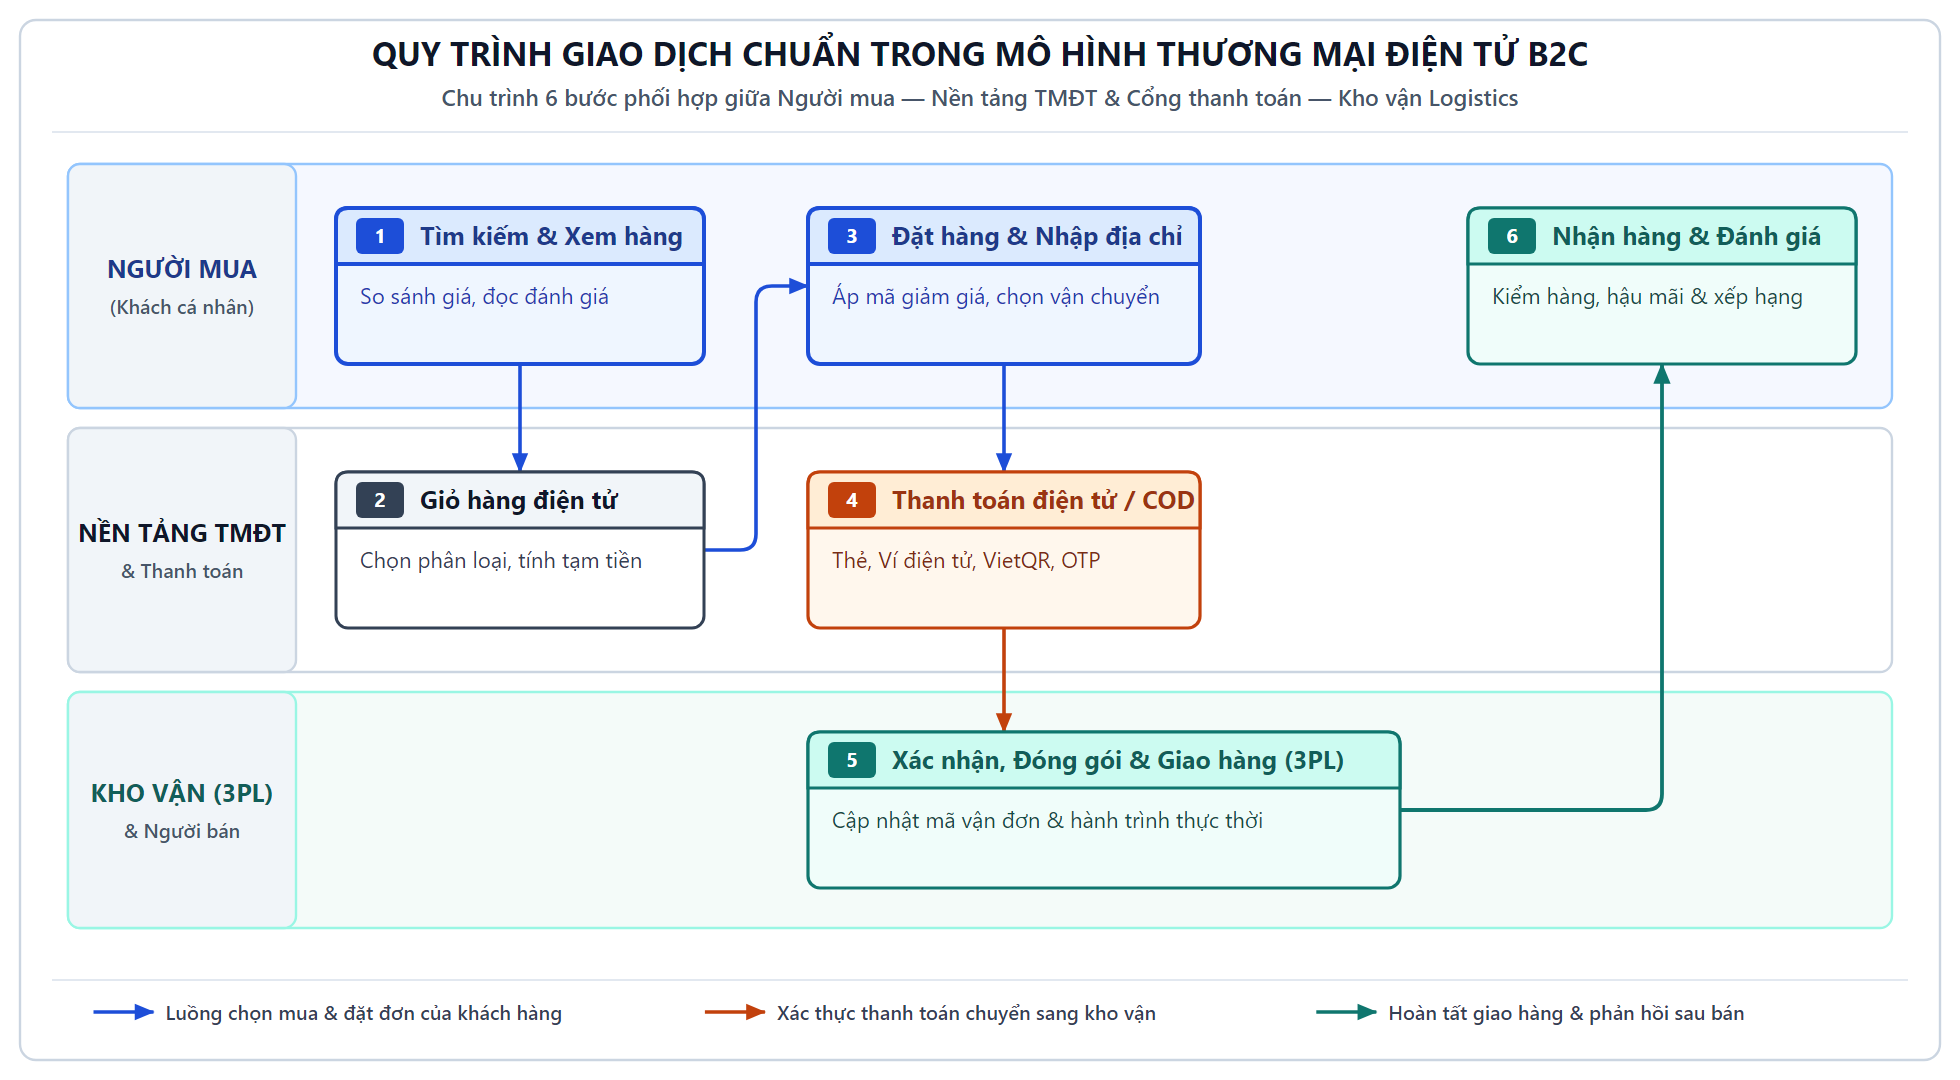 QUY TRÌNH GIAO DỊCH CHUẨN TRONG MÔ HÌNH THƯƠNG MẠI ĐIỆN TỬ B2C
Chu trình 6 bước phối hợp giữa Người mua — Nền tảng TMĐT & Cổng thanh toán — Kho vận Logistics
NGƯỜI MUA
(Khách cá nhân)
1 Tìm kiếm & Xem hàng
So sánh giá, đọc đánh giá
3 Đặt hàng & Nhập địa chỉ
Áp mã giảm giá, chọn vận chuyển
6 Nhận hàng & Đánh giá
Kiểm hàng, hậu mãi & xếp hạng
NỀN TẢNG TMĐT
& Thanh toán
2 Giỏ hàng điện tử
Chọn phân loại, tính tạm tiền
4 Thanh toán điện tử / COD
Thẻ, Ví điện tử, VietQR, OTP
KHO VẬN (3PL)
& Người bán
5 Xác nhận, Đóng gói & Giao hàng (3PL)
Cập nhật mã vận đơn & hành trình thực thời
Luồng chọn mua & đặt đơn của khách hàng
Xác thực thanh toán chuyển sang kho vận
Hoàn tất giao hàng & phản hồi sau bán